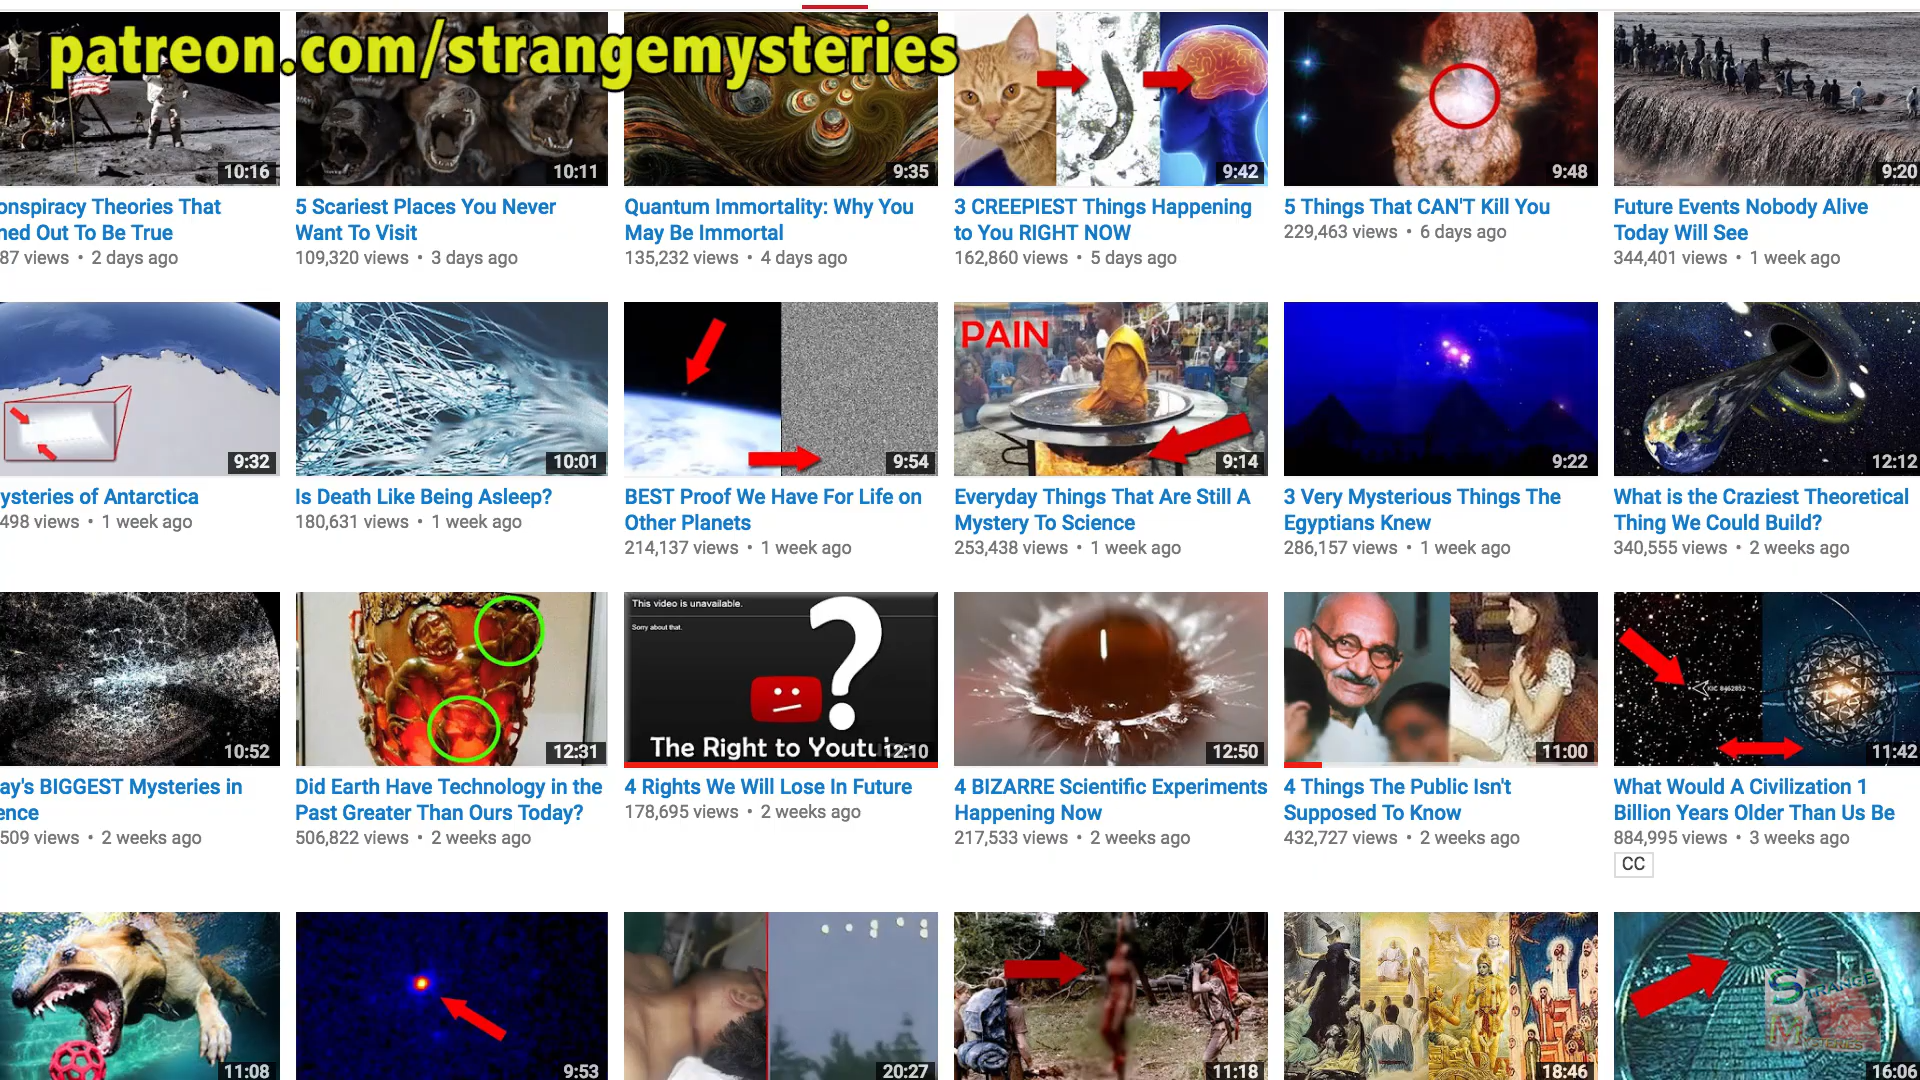 patreon.com/strangemysteries
10:16
10:11
9:35
9:42
9:48
9:20
onspiracy Theories That
ned Out To Be True
87 views • 2 days ago
5 Scariest Places You Never
Want To Visit
109,320 views • 3 days ago
Quantum Immortality: Why You
May Be Immortal
135,232 views • 4 days ago
3 CREEPIEST Things Happening
to You RIGHT NOW
162,860 views • 5 days ago
5 Things That CAN'T Kill You
229,463 views • 6 days ago
Future Events Nobody Alive
Today Will See
344,401 views • 1 week ago
PAIN
9:32
10:01
9:54
9:14
9:22
12:12
ysteries of Antarctica
498 views • 1 week ago
Is Death Like Being Asleep?
180,631 views • 1 week ago
BEST Proof We Have For Life on
Other Planets
214,137 views • 1 week ago
Everyday Things That Are Still A
Mystery To Science
253,438 views • 1 week ago
3 Very Mysterious Things The
Egyptians Knew
286,157 views • 1 week ago
What is the Craziest Theoretical
Thing We Could Build?
340,555 views • 2 weeks ago
This video is unavailable.
Sorry about that.
?
KIC 8462852
The Right to Youtu
10:52
12:31
12:10
12:50
11:00
11:42
ay's BIGGEST Mysteries in
ence
509 views • 2 weeks ago
Did Earth Have Technology in the
Past Greater Than Ours Today?
506,822 views • 2 weeks ago
4 Rights We Will Lose In Future
178,695 views • 2 weeks ago
4 BIZARRE Scientific Experiments
Happening Now
217,533 views • 2 weeks ago
4 Things The Public Isn't
Supposed To Know
432,727 views • 2 weeks ago
What Would A Civilization 1
Billion Years Older Than Us Be
884,995 views • 3 weeks ago
CC
STRANGE
MYSTERIES
11:08
9:53
20:27
11:18
18:46
16:06